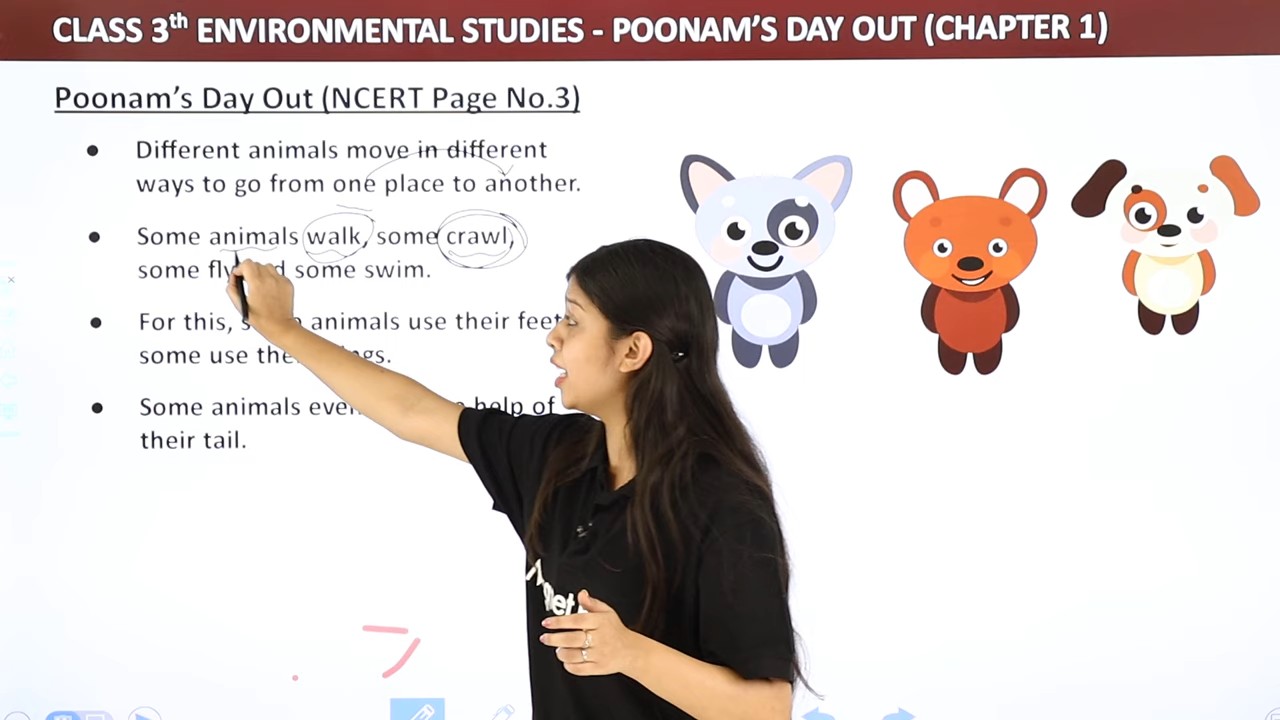 CLASS 3th ENVIRONMENTAL STUDIES - POONAM'S DAY OUT (CHAPTER 1)
Poonam's Day Out (NCERT Page No.3)
● Different animals move in different
ways to go from one place to another.
● Some animals walk, some crawl,
some fly some swim.
● For this, animals use their feet
some use
● Some animals help of
their tail.